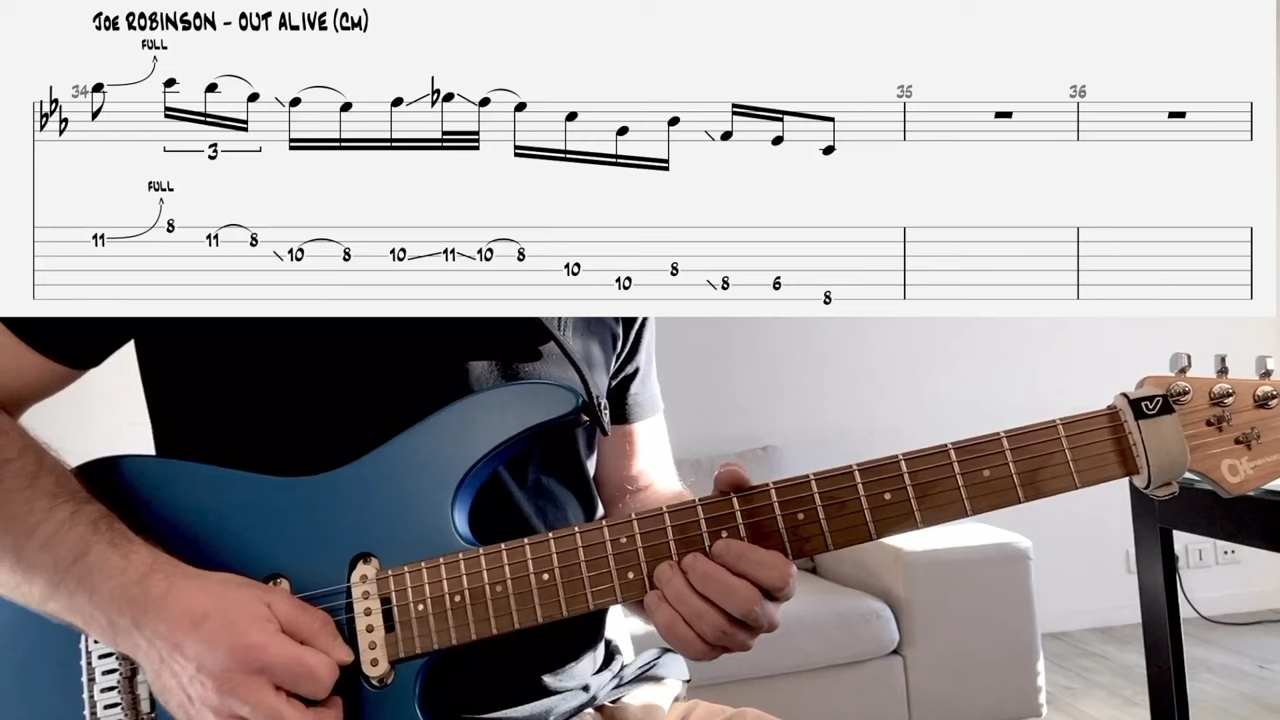 Joe ROBINSON – OUT ALIVE (CM)
FULL
34 35 36
3
FULL
8
11 11 8
10 8 10 11 10 8
10 8
10 8 6
8